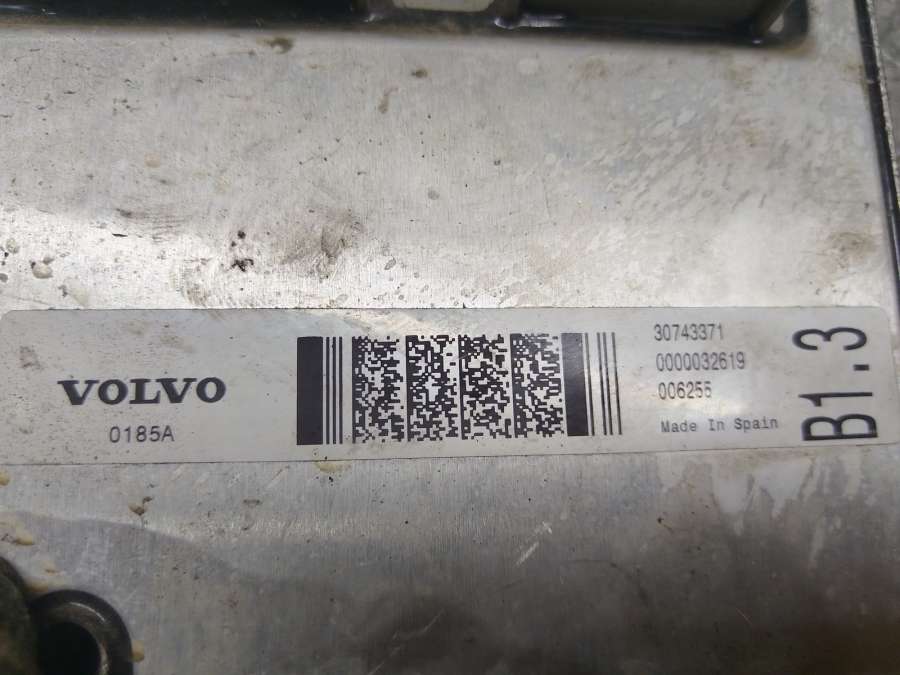 VOLVO
0185A
30743371
0000032619
006255
Made In Spain
B1.3